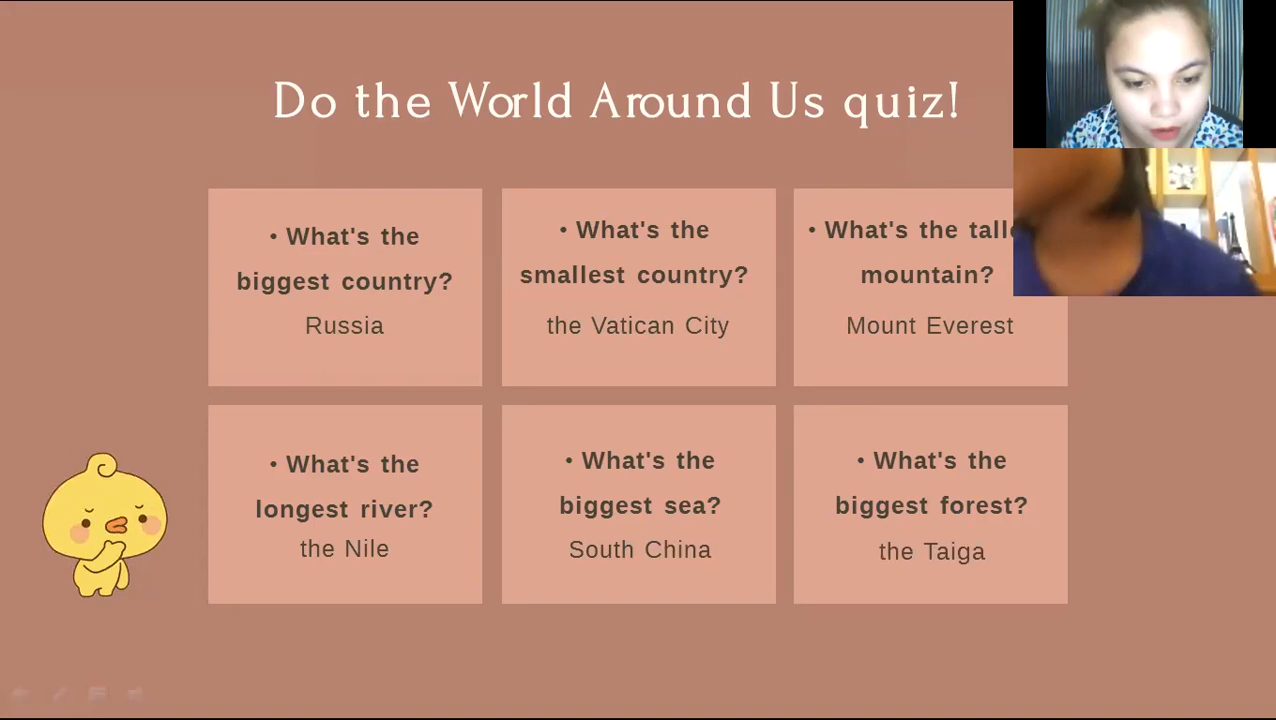 Do the World Around Us quiz!
• What's the
biggest country?
Russia
• What's the
smallest country?
the Vatican City
• What's the
mountain?
Mount Everest
• What's the
longest river?
the Nile
• What's the
biggest sea?
South China
• What's the
biggest forest?
the Taiga